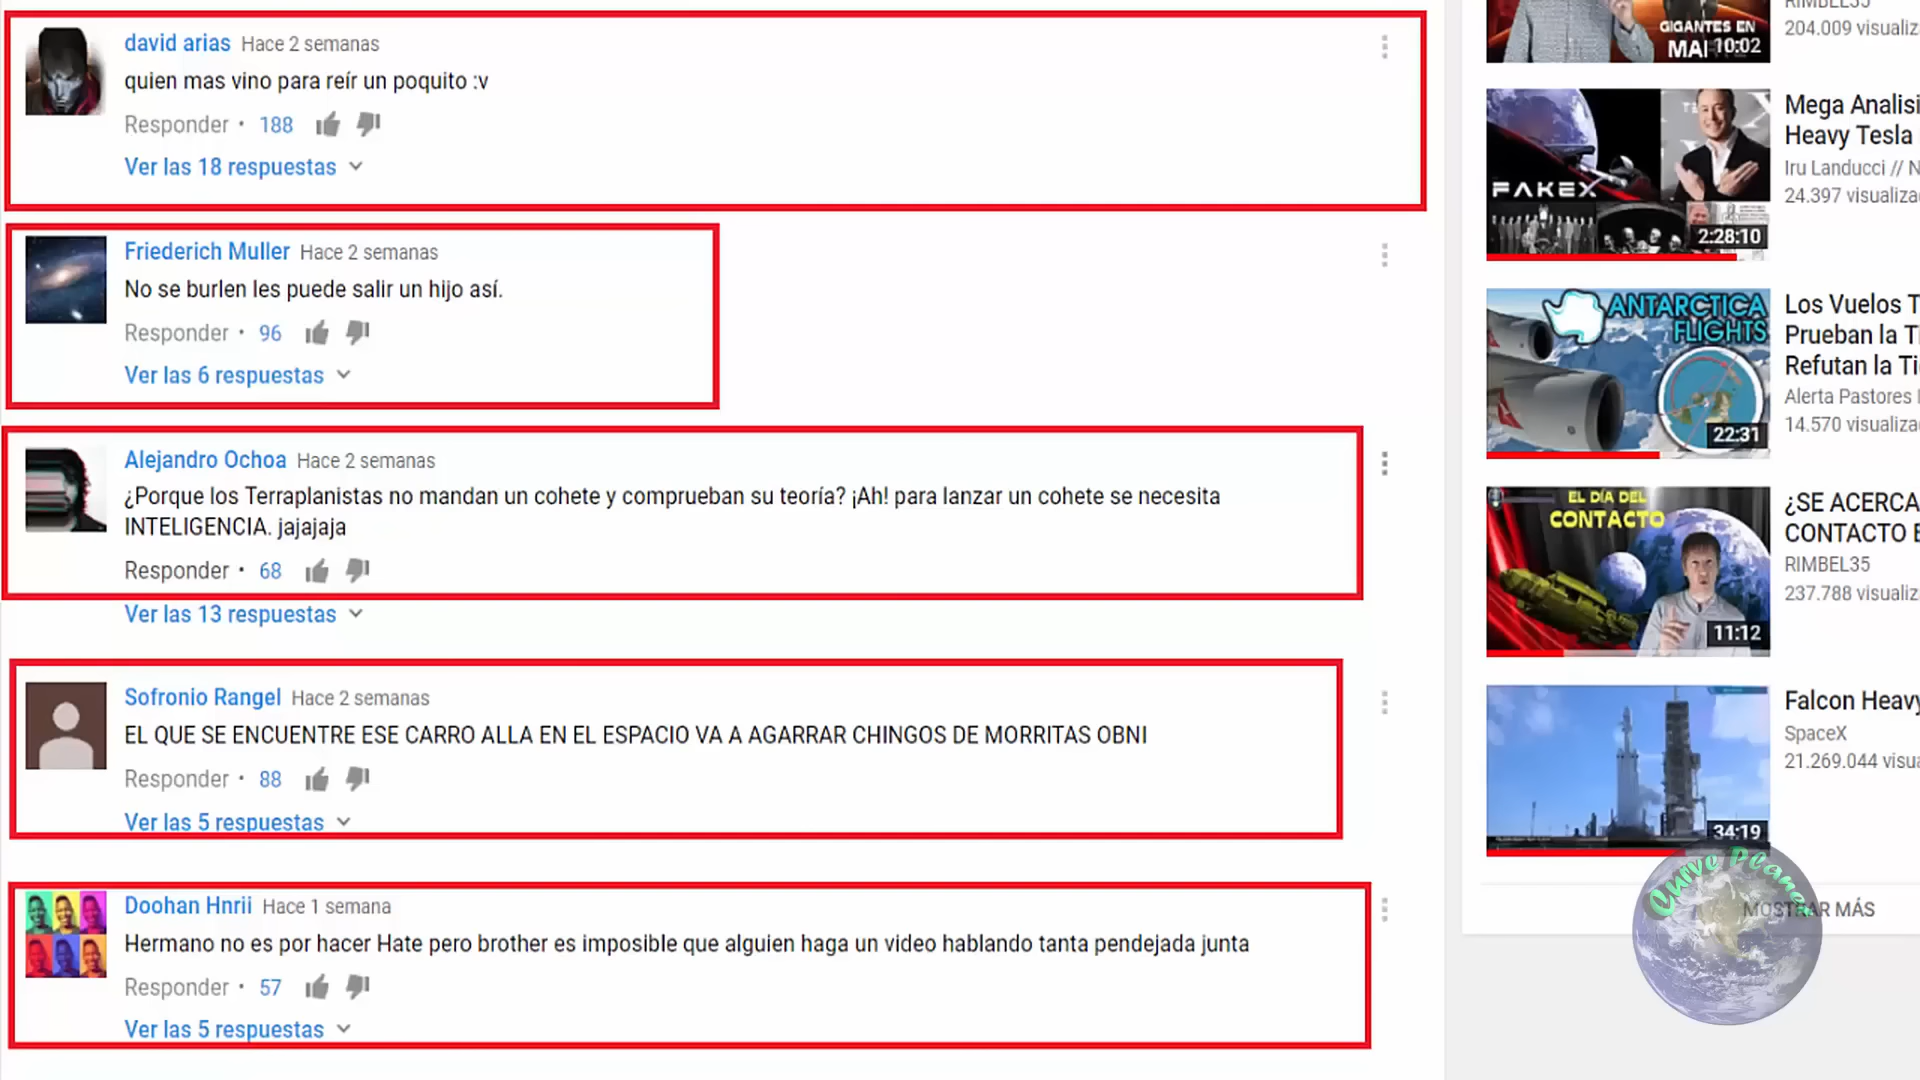 david arias Hace 2 semanas
quien mas vino para reír un poquito :v
Responder • 188
Ver las 18 respuestas
Friederich Muller Hace 2 semanas
No se burlen les puede salir un hijo así.
Responder • 96
Ver las 6 respuestas
Alejandro Ochoa Hace 2 semanas
¿Porque los Terraplanistas no mandan un cohete y comprueban su teoría? ¡Ah! para lanzar un cohete se necesita
INTELIGENCIA. jajajaja
Responder • 68
Ver las 13 respuestas
Sofronio Rangel Hace 2 semanas
EL QUE SE ENCUENTRE ESE CARRO ALLA EN EL ESPACIO VA A AGARRAR CHINGOS DE MORRITAS OBNI
Responder • 88
Ver las 5 respuestas
Doohan Hnrii Hace 1 semana
Hermano no es por hacer Hate pero brother es imposible que alguien haga un video hablando tanta pendejada junta
Responder • 57
Ver las 5 respuestas
GIGANTES EN
MAR 10:02
RIMBEL35
204.009 visualiz
FAKEX
2:28:10
Mega Analisi
Heavy Tesla
Iru Landucci // N
24.397 visualiza
ANTARCTICA
FLIGHTS
22:31
Los Vuelos T
Prueban la Ti
Refutan la Ti
Alerta Pastores
14.570 visualiza
EL DÍA DEL
CONTACTO
11:12
¿SE ACERCA
CONTACTO E
RIMBEL35
237.788 visualiz
34:19
Falcon Heavy
SpaceX
21.269.044 visua
Curve Planet
MOSTRAR MÁS